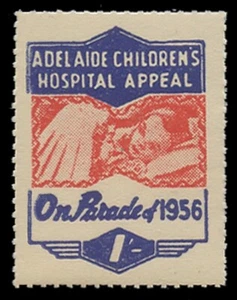 ADELAIDE CHILDREN'S
HOSPITAL APPEAL
On Parade of 1956
1/-